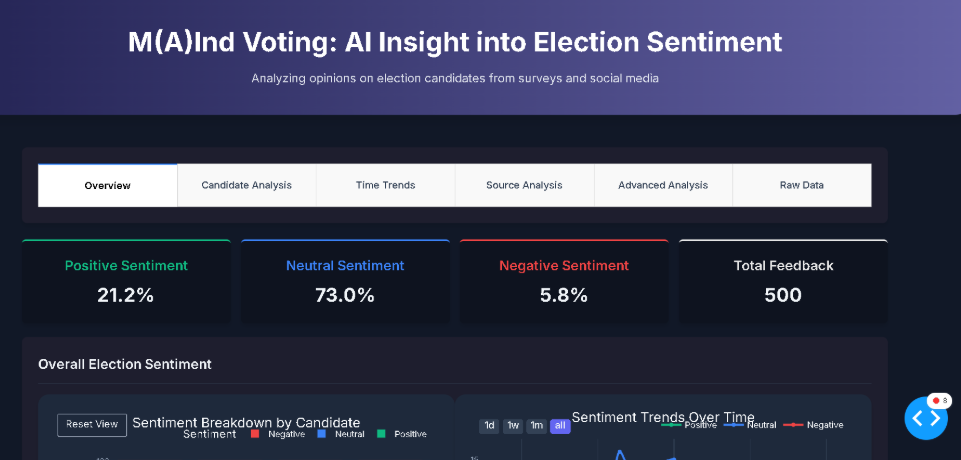 M(A)Ind Voting: AI Insight into Election Sentiment
Analyzing opinions on election candidates from surveys and social media
Overview Candidate Analysis Time Trends Source Analysis Advanced Analysis Raw Data
Positive Sentiment Neutral Sentiment Negative Sentiment Total Feedback
21.2% 73.0% 5.8% 500
Overall Election Sentiment
8
Reset View Sentiment Breakdown by Candidate
Sentiment Negative Neutral Positive
Sentiment Trends Over Time
1d 1w 1m all Positive Neutral Negative